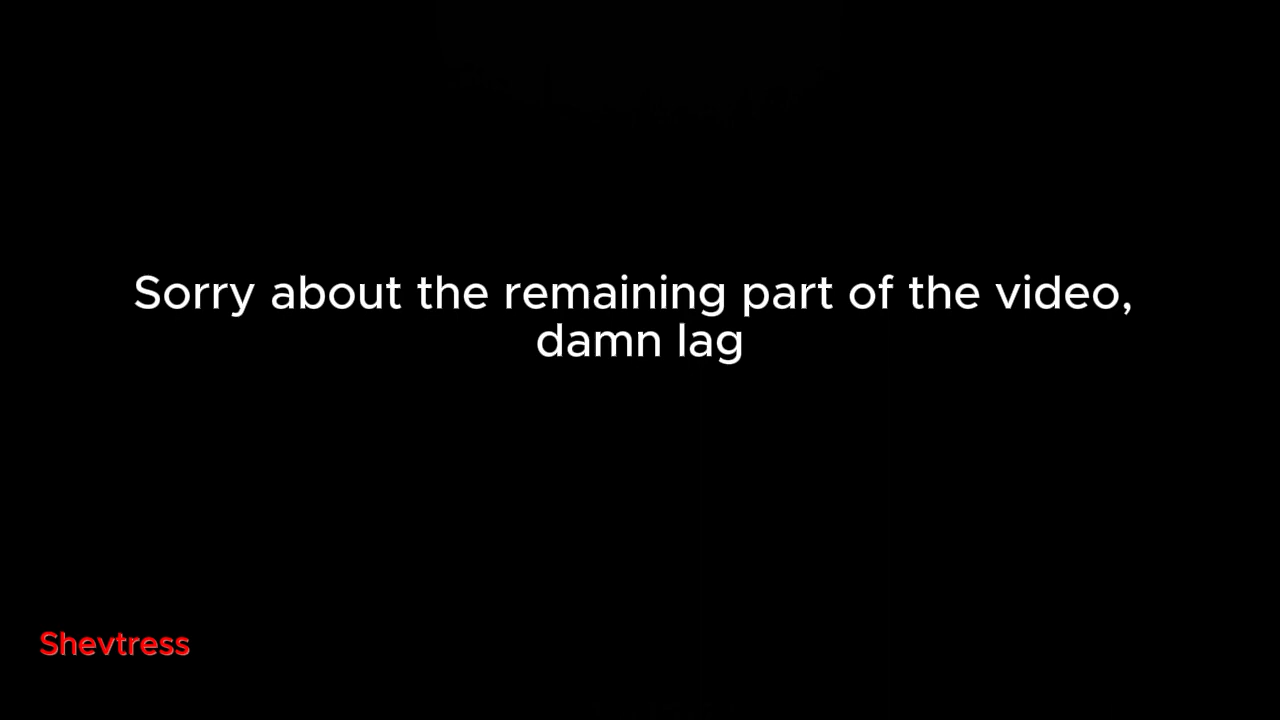 Sorry about the remaining part of the video,
damn lag
Shevtress